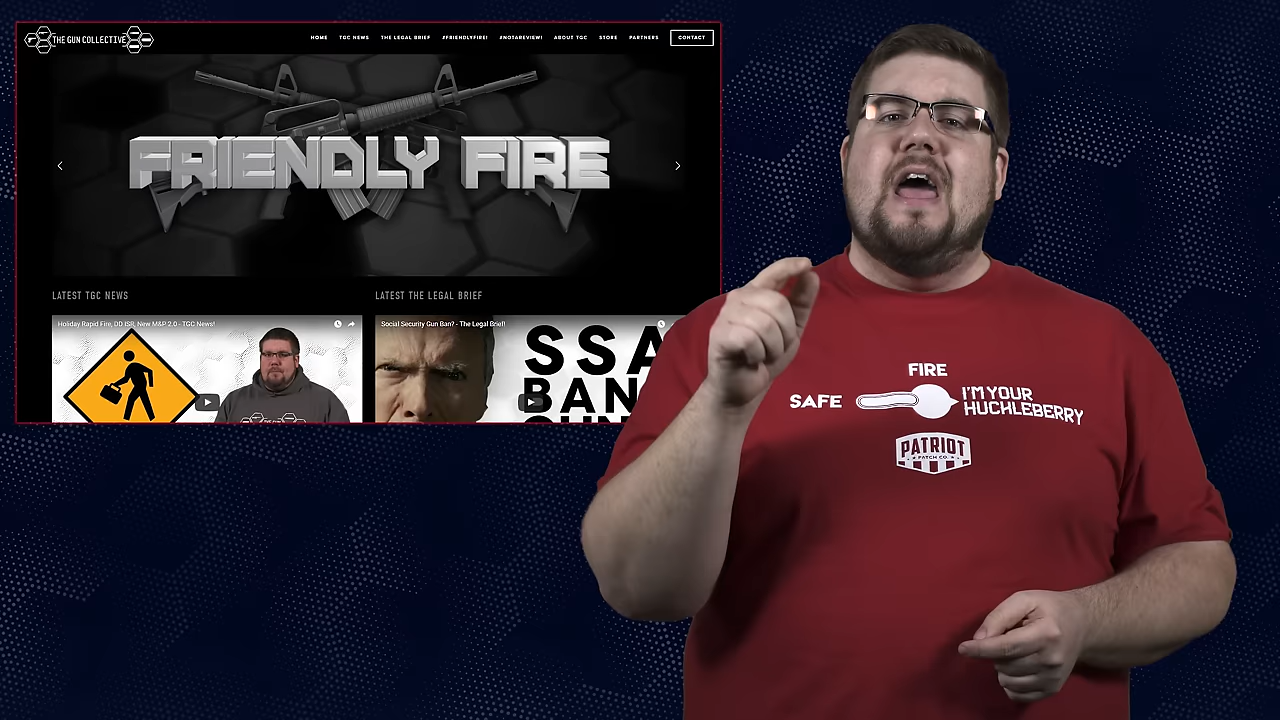 THE GUN COLLECTIVE
HOME TGC NEWS THE LEGAL BRIEF #FRIENDLYFIRE! #NOTAREVIEW! ABOUT TGC STORE PARTNERS CONTACT
FRIENDLY FIRE
LATEST TGC NEWS
LATEST THE LEGAL BRIEF
Holiday Rapid Fire, DD ISR, New M&P 2.0 - TGC News!
Social Security Gun Ban? - The Legal Brief!
SSA
BAN
FIRE
SAFE
I'M YOUR
HUCHLEBERRY
PATRIOT
PATCH CO.